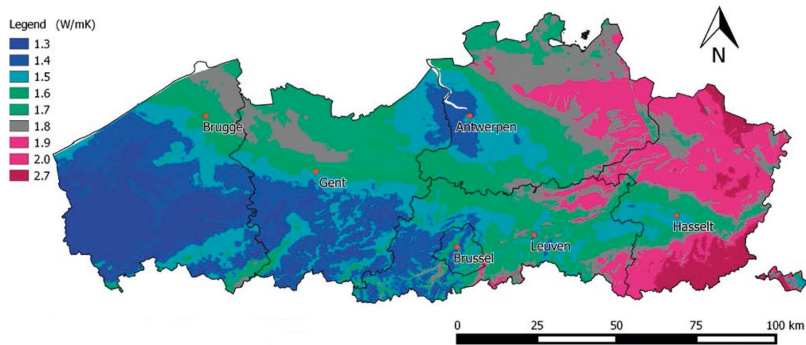 Legend (W/mK)
1.3
1.4
1.5
1.6
1.7
1.8
1.9
2.0
2.7
N
Brugge
Antwerpen
Gent
Hasselt
Leuven
Brussel
0 25 50 75 100 km